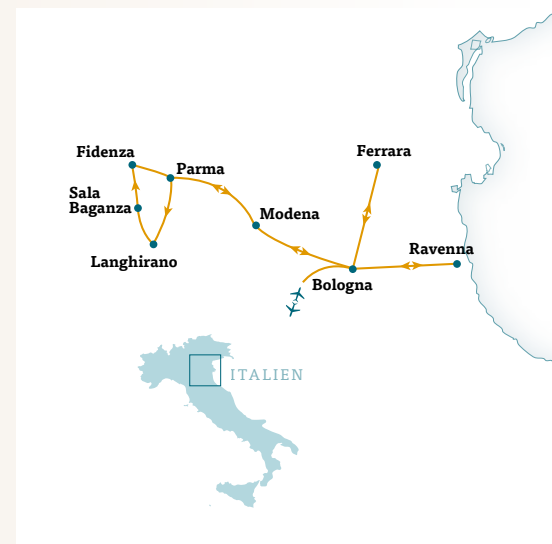 Fidenza
Ferrara
Parma
Sala
Baganza
Modena
Ravenna
Langhirano
Bologna
ITALIEN